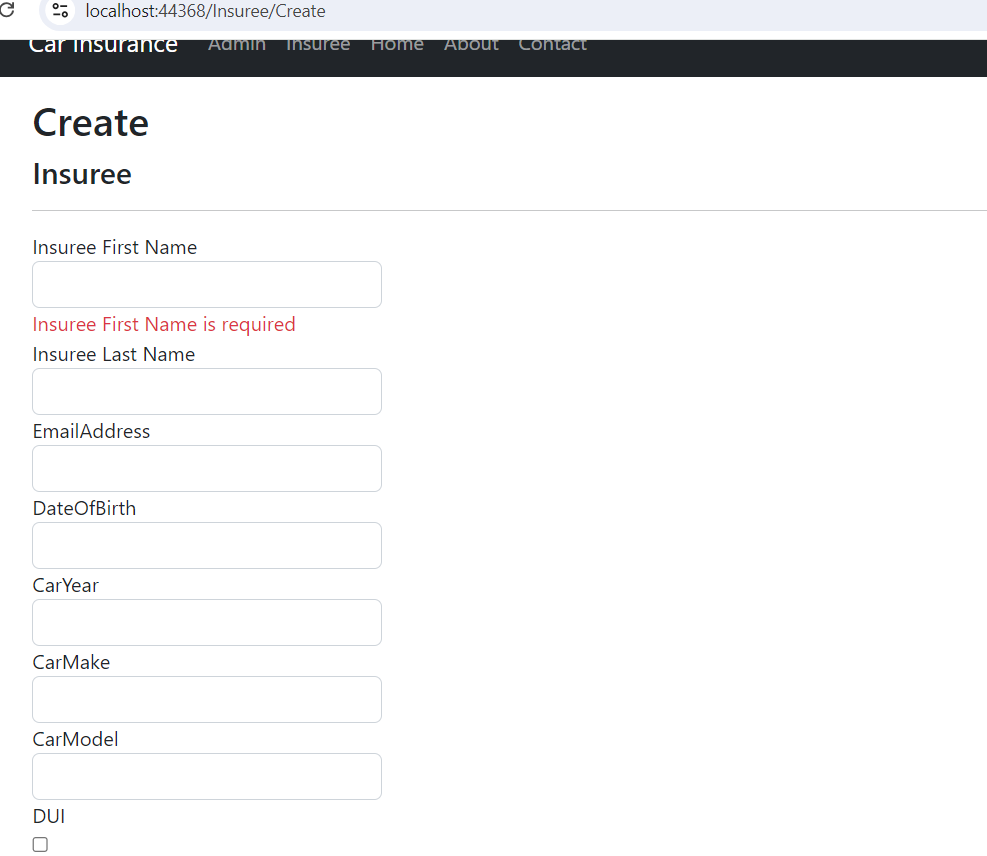 localhost:44368/Insuree/Create
Car Insurance Admin Insuree Home About Contact
Create
Insuree
Insuree First Name
Insuree First Name is required
Insuree Last Name
EmailAddress
DateOfBirth
CarYear
CarMake
CarModel
DUI